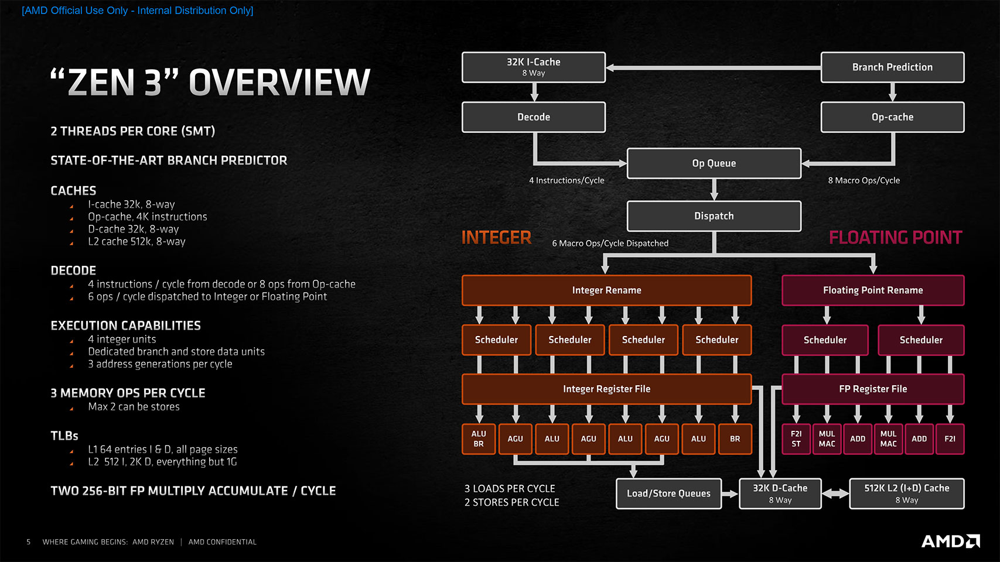 [AMD Official Use Only - Internal Distribution Only]
“ZEN 3” OVERVIEW
2 THREADS PER CORE (SMT)
STATE-OF-THE-ART BRANCH PREDICTOR
CACHES
I-cache 32k, 8-way
Op-cache, 4K instructions
D-cache 32k, 8-way
L2 cache 512k, 8-way
DECODE
4 instructions / cycle from decode or 8 ops from Op-cache
6 ops / cycle dispatched to Integer or Floating Point
EXECUTION CAPABILITIES
4 integer units
Dedicated branch and store data units
3 address generations per cycle
3 MEMORY OPS PER CYCLE
Max 2 can be stores
TLBs
L1 64 entries I & D, all page sizes
L2 512 I, 2K D, everything but 1G
TWO 256-BIT FP MULTIPLY ACCUMULATE / CYCLE
32K I-Cache
8 Way
Branch Prediction
Decode
Op-cache
Op Queue
4 Instructions/Cycle
8 Macro Ops/Cycle
Dispatch
INTEGER
6 Macro Ops/Cycle Dispatched
FLOATING POINT
Integer Rename
Floating Point Rename
Scheduler
Scheduler
Scheduler
Scheduler
Scheduler
Scheduler
Integer Register File
FP Register File
ALU
BR
AGU
ALU
AGU
ALU
AGU
ALU
BR
F2I
ST
MUL
MAC
ADD
MUL
MAC
ADD
F2I
3 LOADS PER CYCLE
2 STORES PER CYCLE
Load/Store Queues
32K D-Cache
8 Way
512K L2 (I+D) Cache
8 Way
5 WHERE GAMING BEGINS: AMD RYZEN | AMD CONFIDENTIAL
AMD